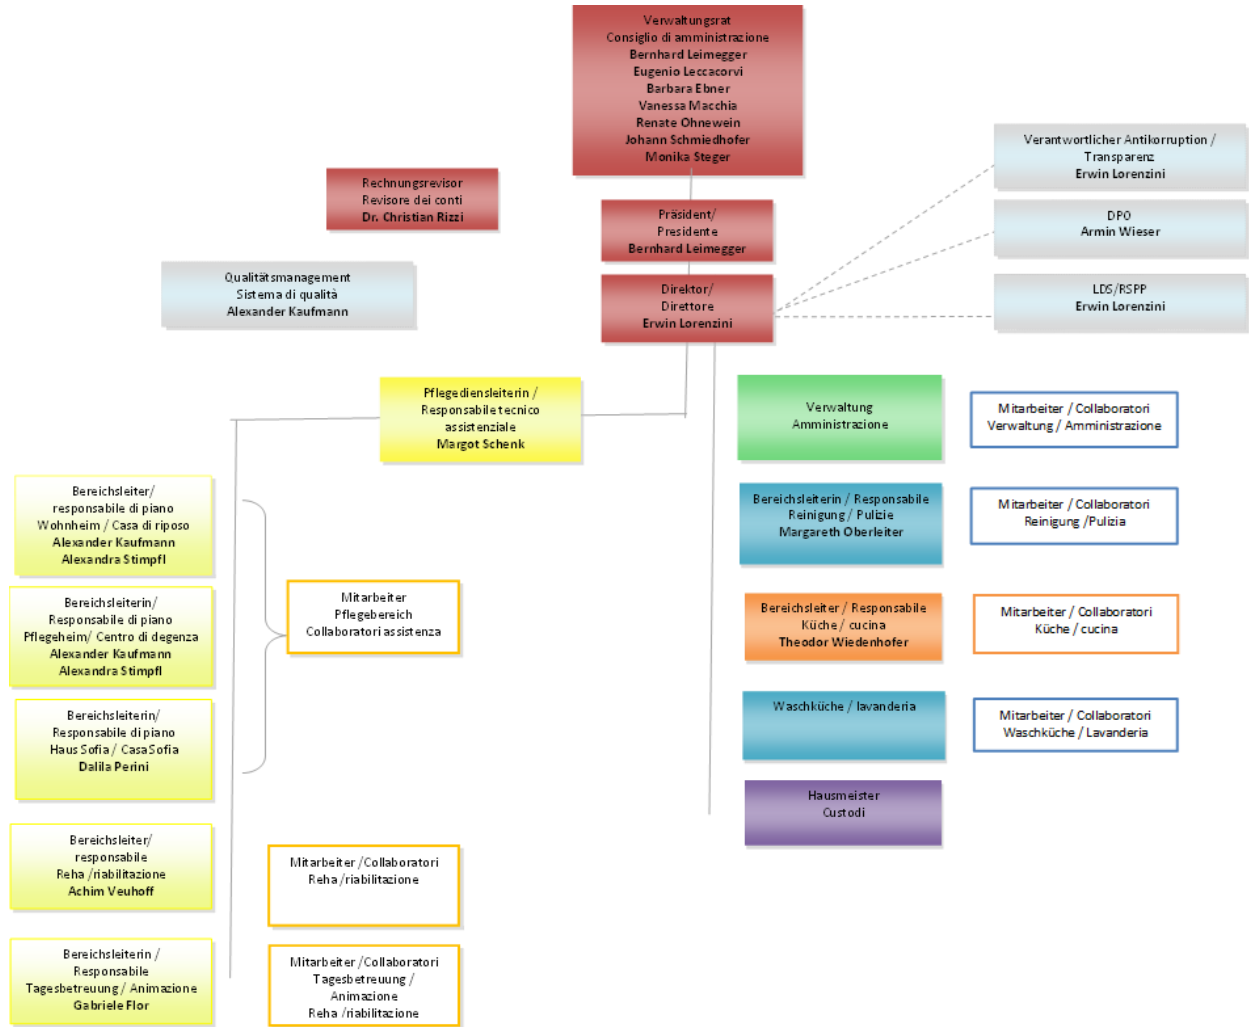 Verwaltungsrat
Consiglio di amministrazione
Bernhard Leimegger
Eugenio Leccacorvi
Barbara Ebner
Vanessa Macchia
Renate Ohnewein
Johann Schmiedhofer
Monika Steger
Verantwortlicher Antikorruption /
Transparenz
Erwin Lorenzini
Rechnungsrevisor
Revisore dei conti
Dr. Christian Rizzi
Präsident/
Presidente
Bernhard Leimegger
DPO
Armin Wieser
Qualitätsmanagement
Sistema di qualità
Alexander Kaufmann
Direktor/
Direttore
Erwin Lorenzini
LDS/RSPP
Erwin Lorenzini
Pflegediensleiterin /
Responsabile tecnico
assistenziale
Margot Schenk
Verwaltung
Amministrazione
Mitarbeiter / Collaboratori
Verwaltung / Amministrazione
Bereichsleiter/
responsabile di piano
Wohnheim / Casa di riposo
Alexander Kaufmann
Alexandra Stimpfl
Bereichsleiterin / Responsabile
Reinigung / Pulizie
Margareth Oberleiter
Mitarbeiter / Collaboratori
Reinigung /Pulizia
Bereichsleiterin/
Responsabile di piano
Pflegeheim/ Centro di degenza
Alexander Kaufmann
Alexandra Stimpfl
Mitarbeiter
Pflegebereich
Collaboratori assistenza
Bereichsleiter / Responsabile
Küche / cucina
Theodor Wiedenhofer
Mitarbeiter / Collaboratori
Küche / cucina
Bereichsleiterin/
Responsabile di piano
Haus Sofia / Casa Sofia
Dalila Perini
Waschküche / lavanderia
Mitarbeiter / Collaboratori
Waschküche / Lavanderia
Hausmeister
Custodi
Bereichsleiter/
responsabile
Reha /riabilitazione
Achim Veuhoff
Mitarbeiter /Collaboratori
Reha /riabilitazione
Bereichsleiterin /
Responsabile
Tagesbetreuung / Animazione
Gabriele Flor
Mitarbeiter /Collaboratori
Tagesbetreuung /
Animazione
Reha /riabilitazione